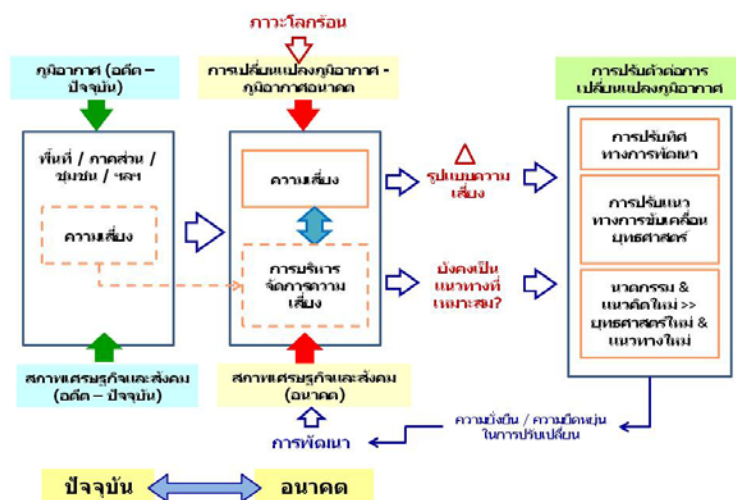 ภาวะโลกร้อน
ภูมิอากาศ (อดีต –
ปัจจุบัน)
การเปลี่ยนแปลงภูมิอากาศ -
ภูมิอากาศอนาคต
การปรับตัวต่อการ
เปลี่ยนแปลงภูมิอากาศ
พื้นที่ / ภาคส่วน /
ชุมชน / ฯลฯ
ความเสี่ยง
ความเสี่ยง
การบริหาร
จัดการความ
เสี่ยง
△
รูปแบบความ
เสี่ยง
ยังคงเป็น
แนวทางที่
เหมาะสม?
การปรับทิศ
ทางการพัฒนา
การปรับแนว
ทางการขับเคลื่อน
ยุทธศาสตร์
นวตกรรม &
แนวคิดใหม่ >>
ยุทธศาสตร์ใหม่ &
แนวทางใหม่
สภาพเศรษฐกิจและสังคม
(อดีต – ปัจจุบัน)
สภาพเศรษฐกิจและสังคม
(อนาคต)
การพัฒนา
ความยั่งยืน / ความยืดหยุ่น
ในการปรับเปลี่ยน
ปัจจุบัน
อนาคต